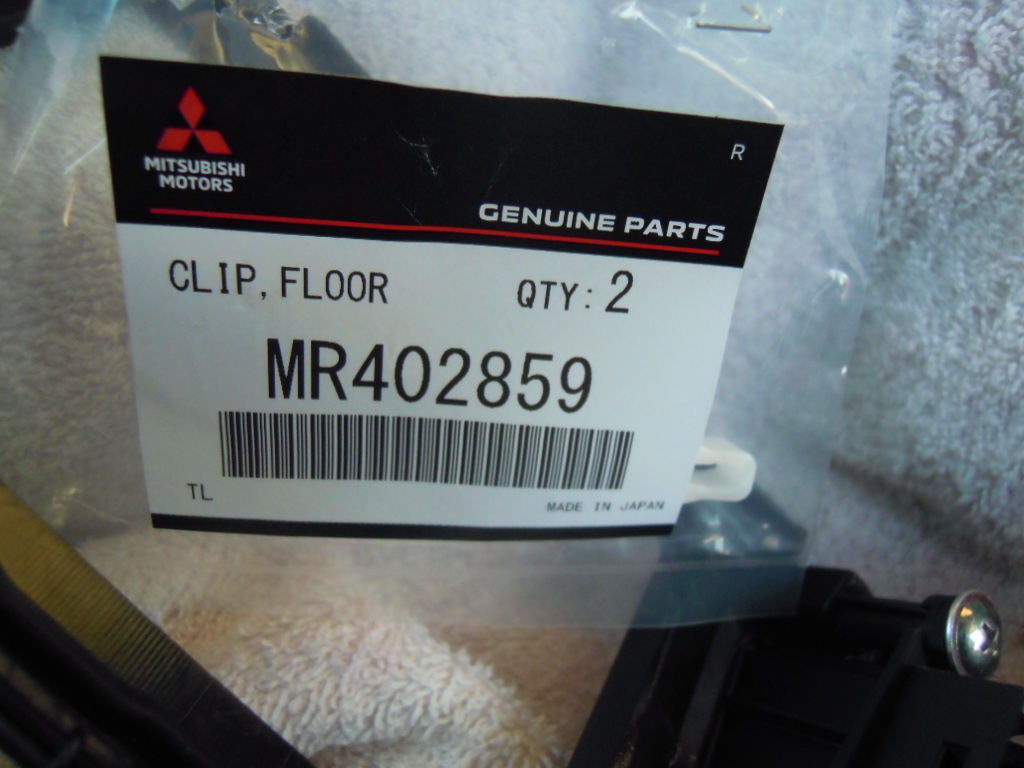 MITSUBISHI
MOTORS
R
GENUINE PARTS
CLIP, FLOOR QTY: 2
MR402859
TL
MADE IN JAPAN